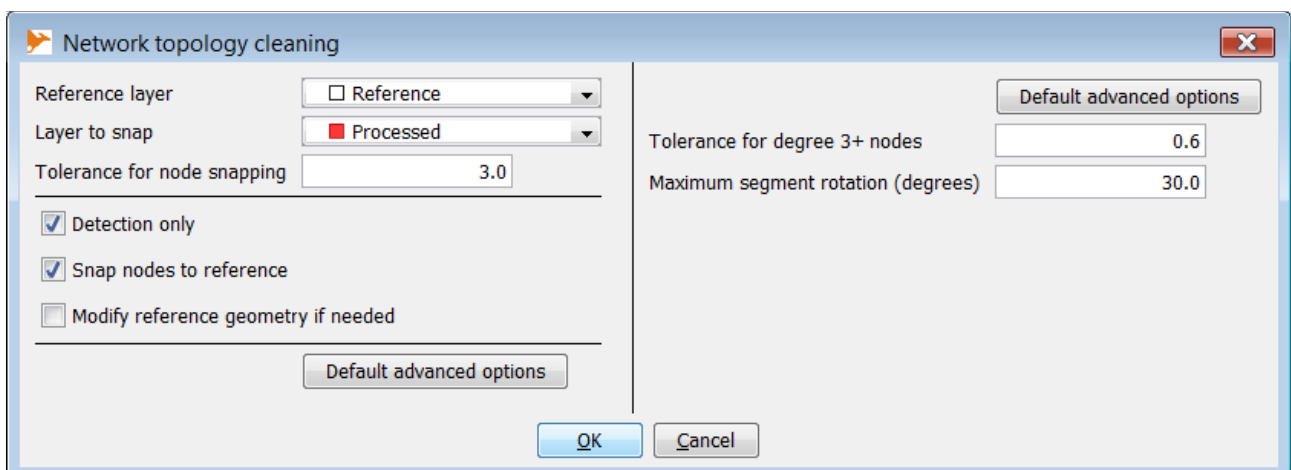 Network topology cleaning
Reference layer
Reference
Layer to snap
Processed
Tolerance for node snapping
3.0
Detection only
Snap nodes to reference
Modify reference geometry if needed
Default advanced options
Default advanced options
Tolerance for degree 3+ nodes
0.6
Maximum segment rotation (degrees)
30.0
OK
Cancel